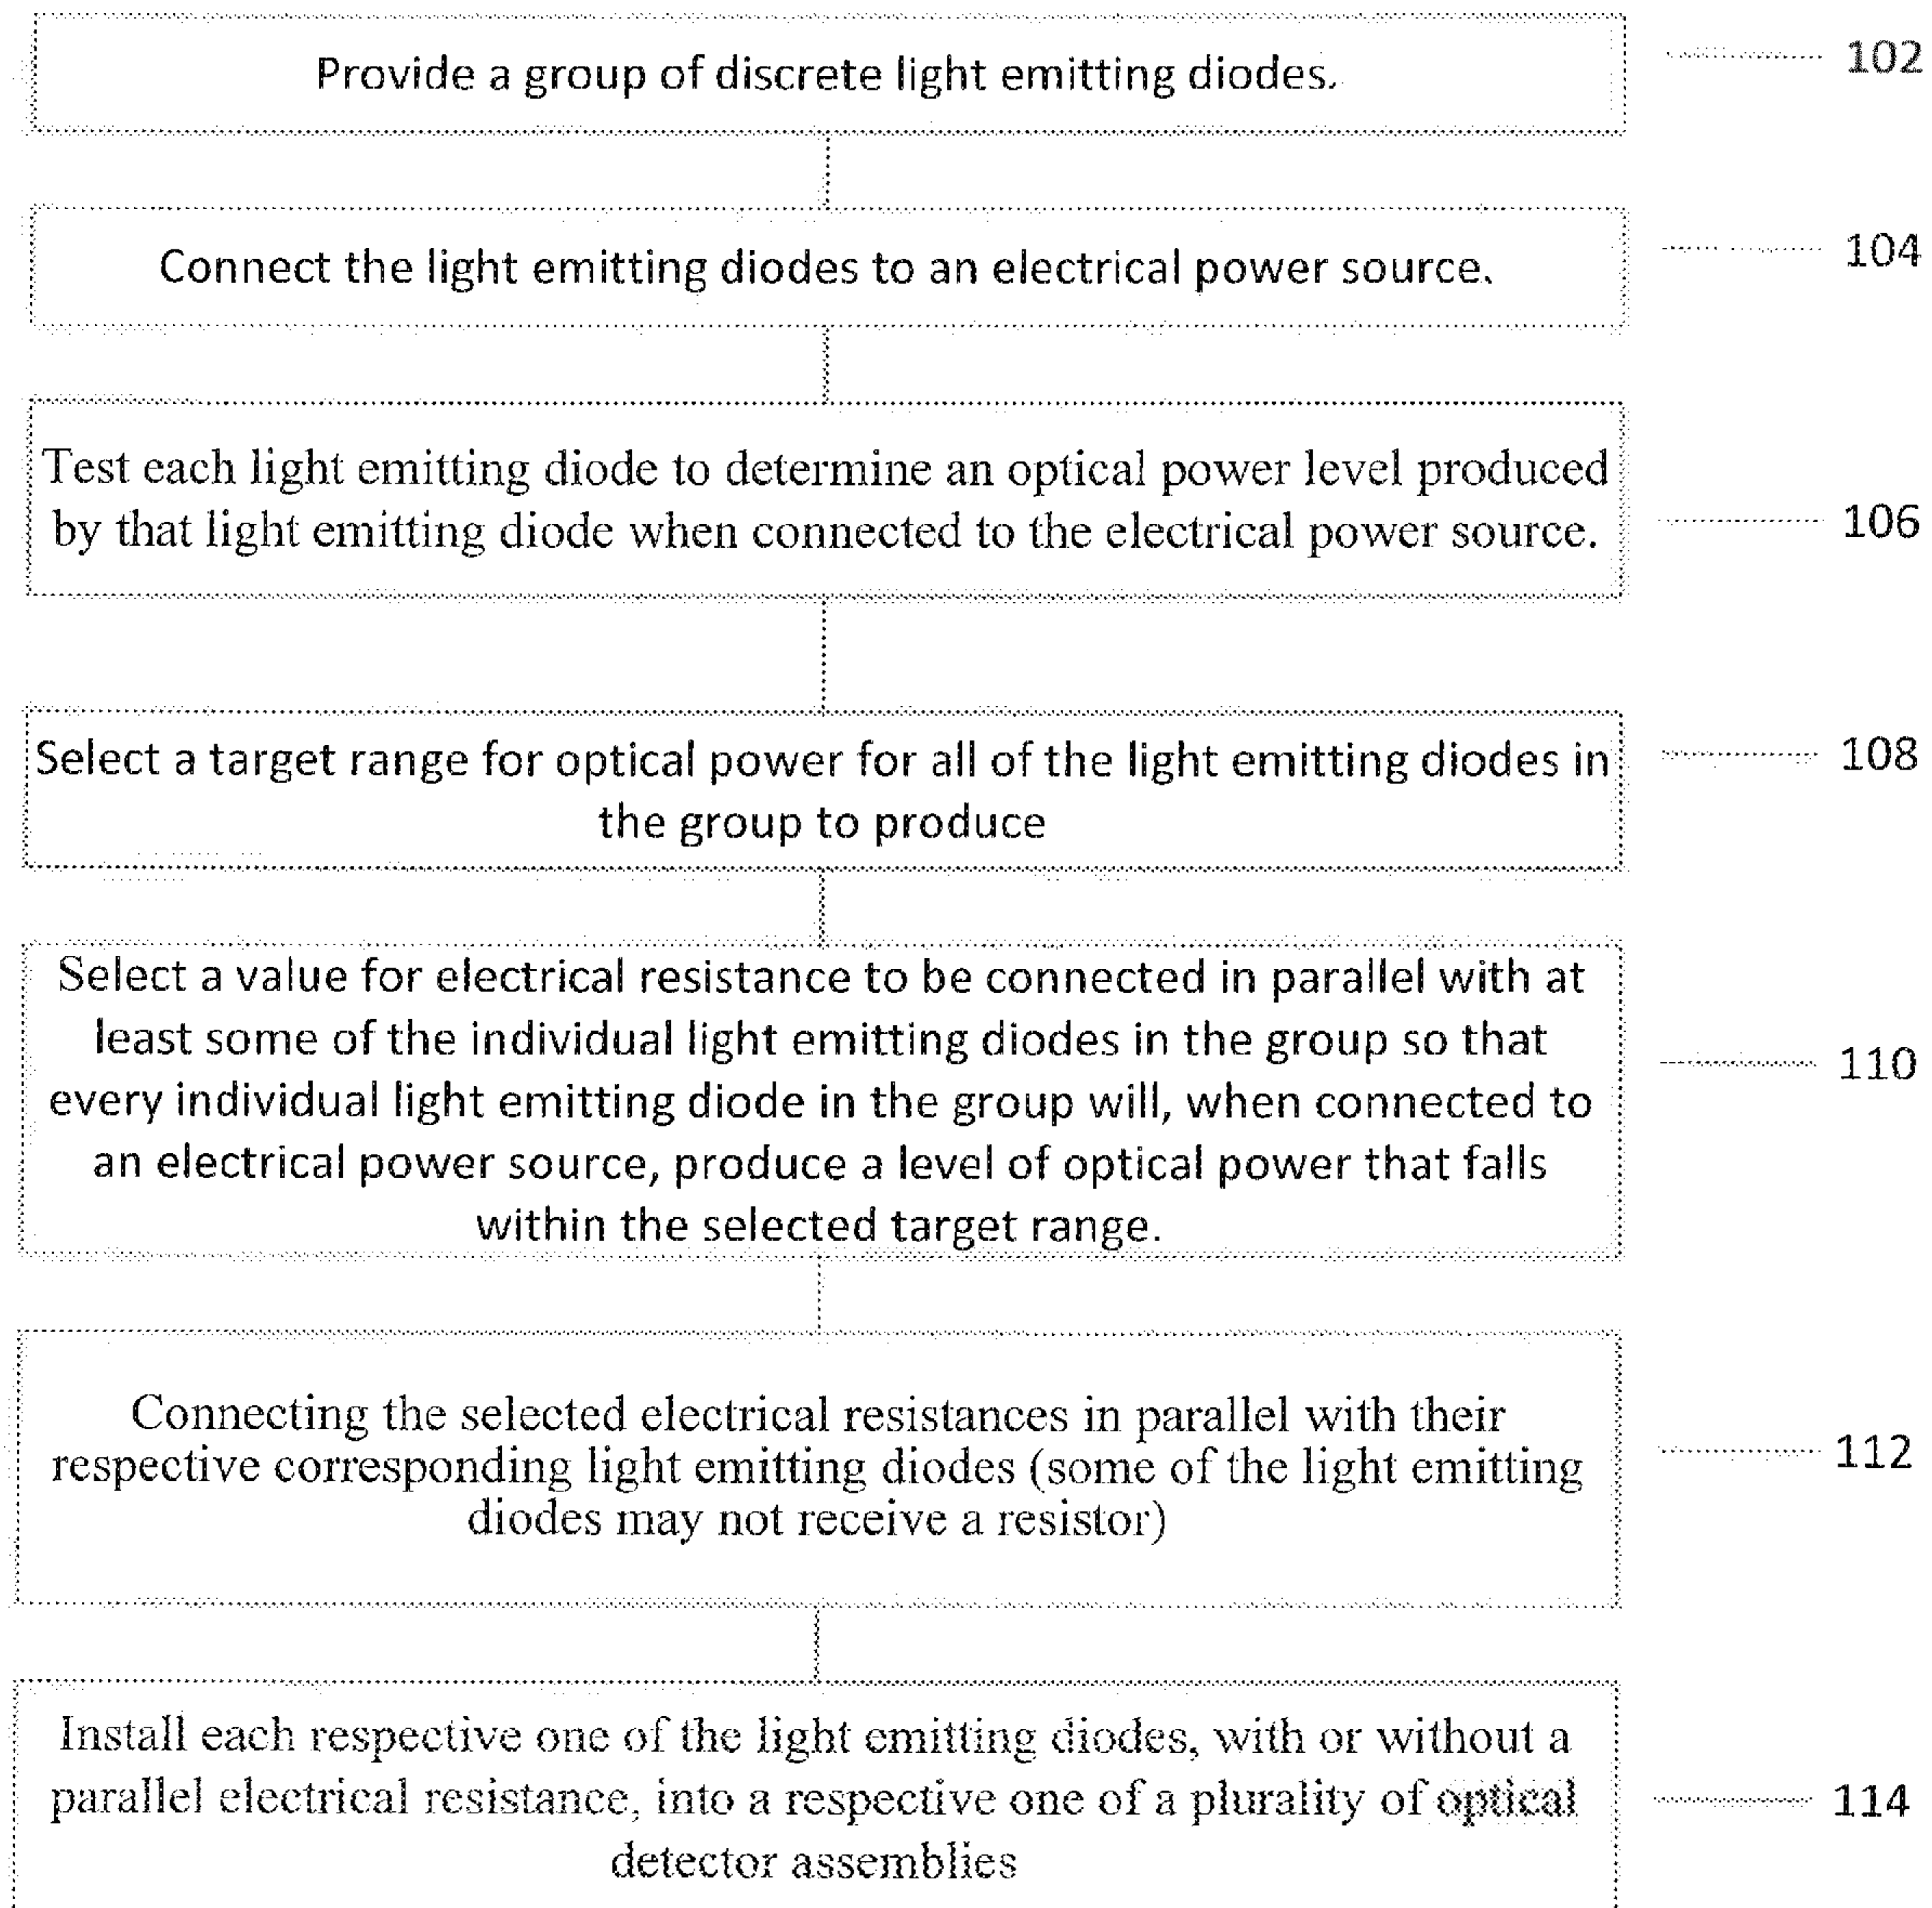 Provide a group of discrete light emitting diodes.
102
Connect the light emitting diodes to an electrical power source.
104
Test each light emitting diode to determine an optical power level produced
by that light emitting diode when connected to the electrical power source.
106
Select a target range for optical power for all of the light emitting diodes in
the group to produce
108
Select a value for electrical resistance to be connected in parallel with at
least some of the individual light emitting diodes in the group so that
every individual light emitting diode in the group will, when connected to
an electrical power source, produce a level of optical power that falls
within the selected target range.
110
Connecting the selected electrical resistances in parallel with their
respective corresponding light emitting diodes (some of the light emitting
diodes may not receive a resistor)
112
Install each respective one of the light emitting diodes, with or without a
parallel electrical resistance, into a respective one of a plurality of optical
detector assemblies
114